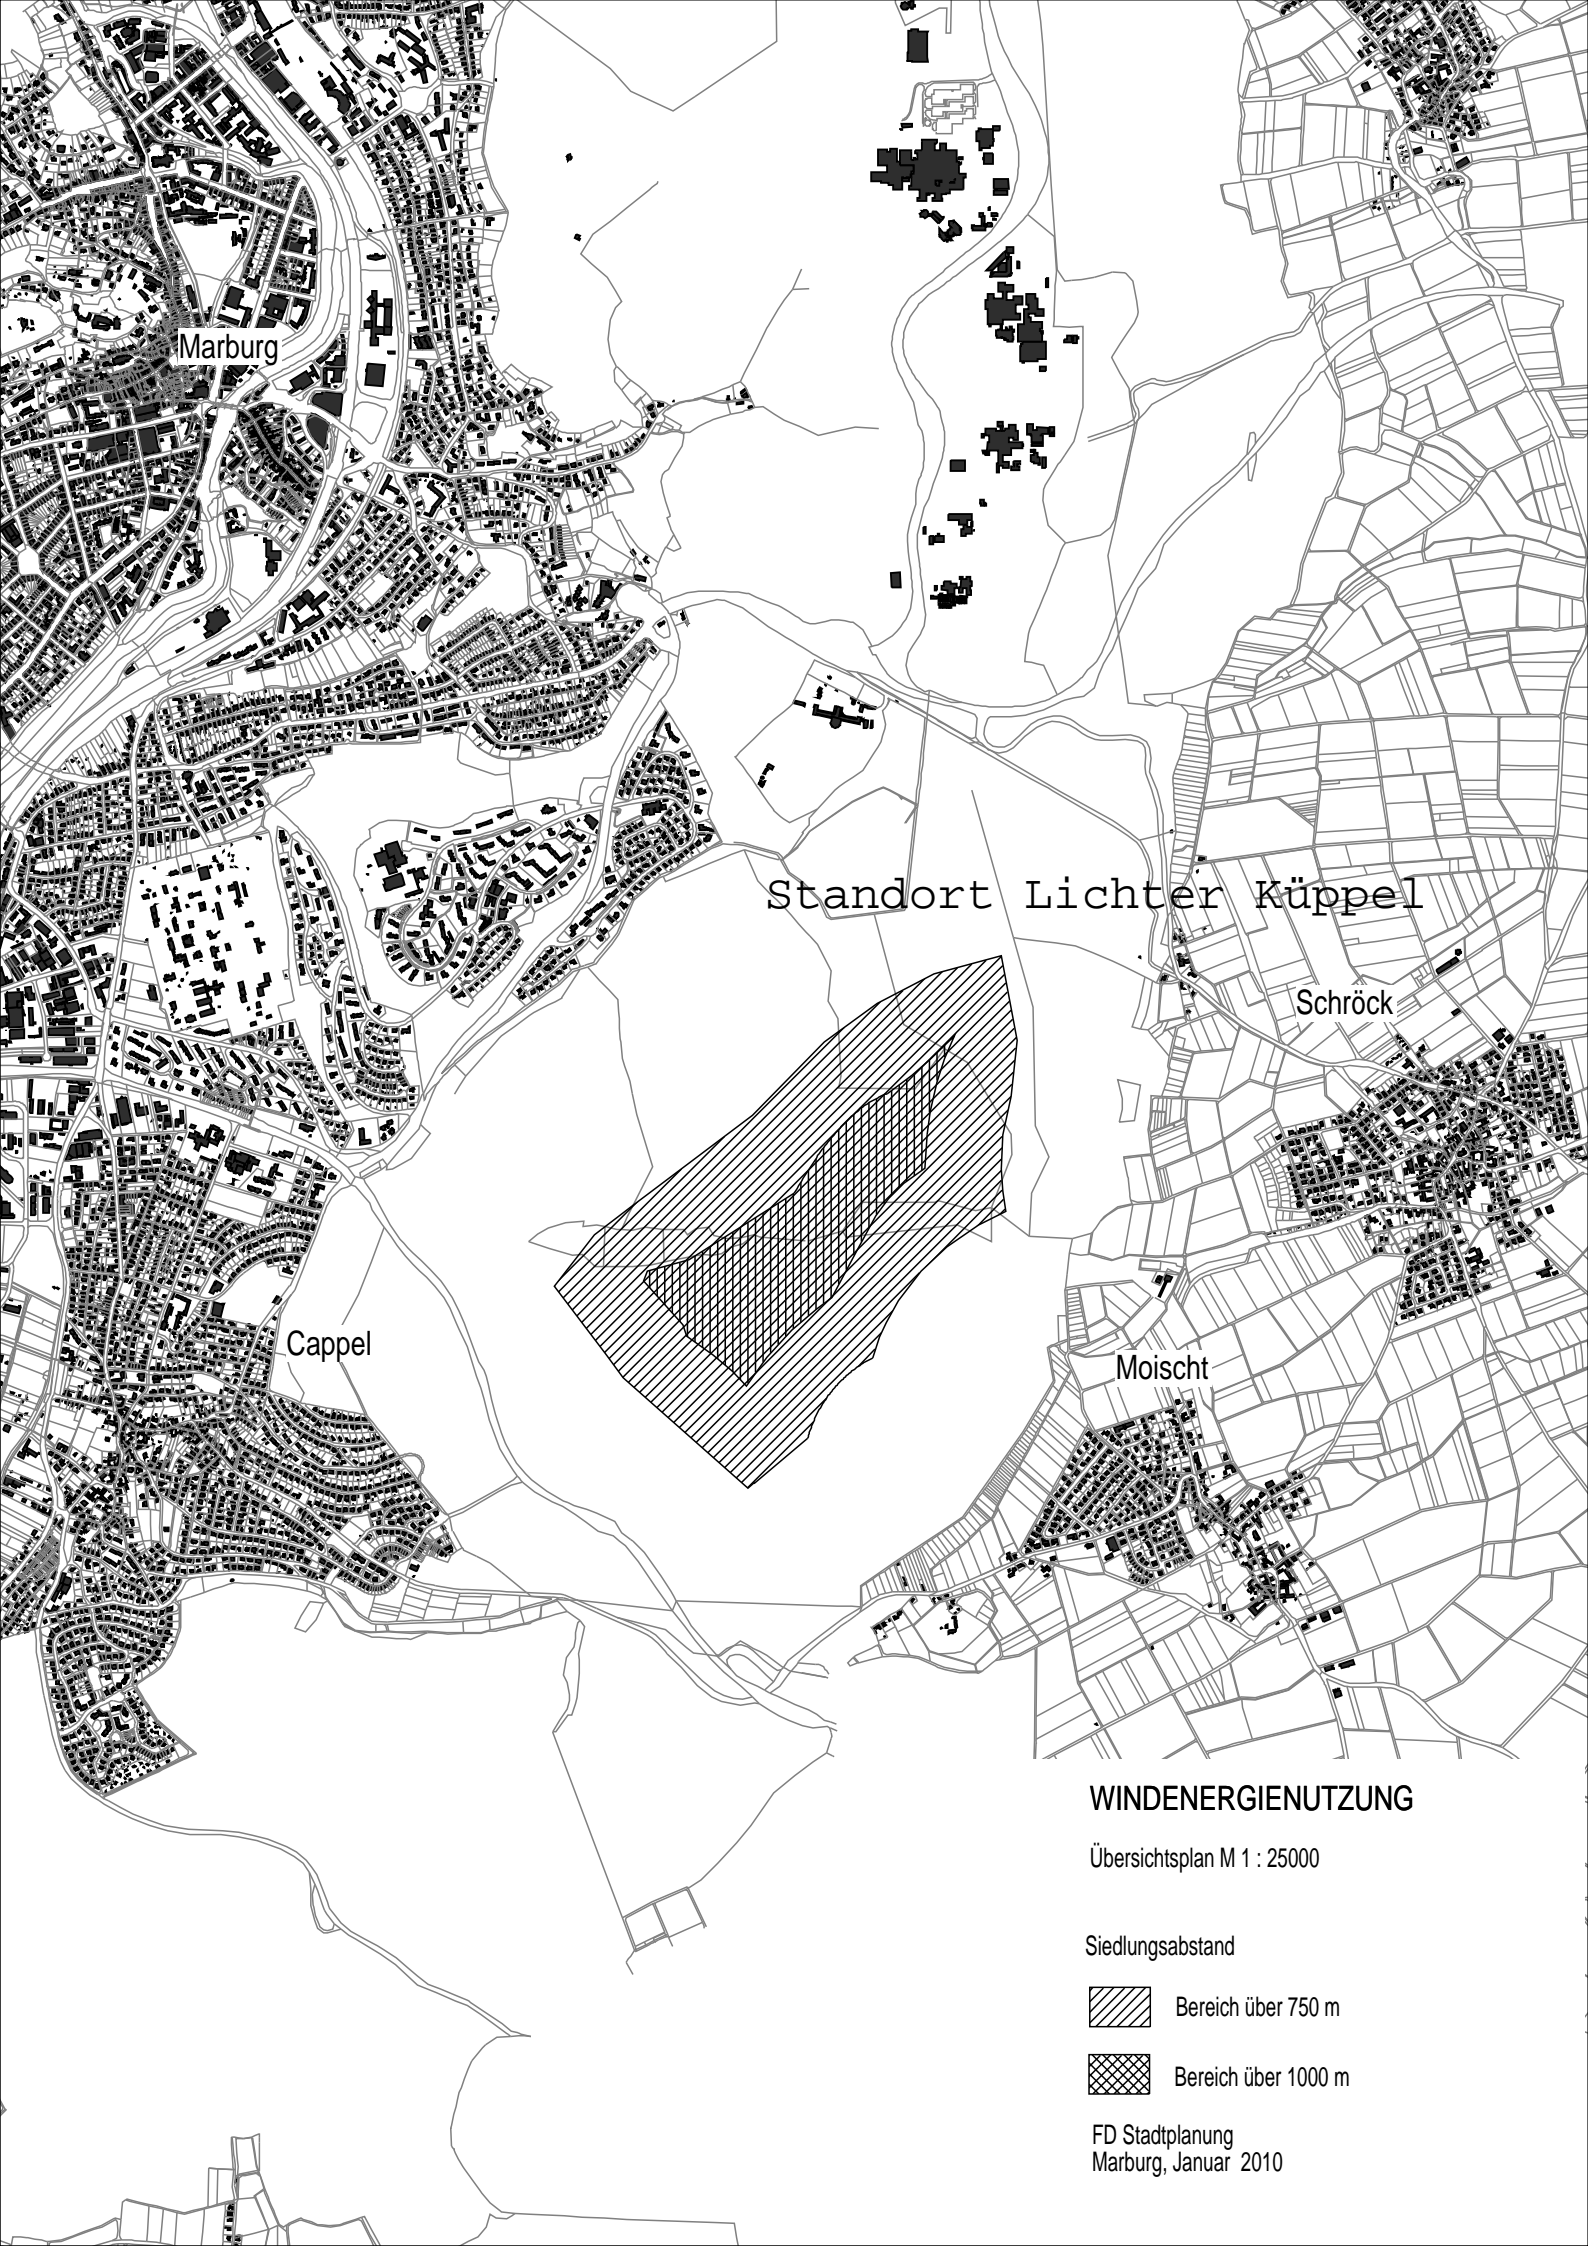 Marburg
Standort Lichter Küppel
Schröck
Cappel
Moischt
WINDENERGIENUTZUNG
Übersichtsplan M 1 : 25000
Siedlungsabstand
Bereich über 750 m
Bereich über 1000 m
FD Stadtplanung
Marburg, Januar 2010